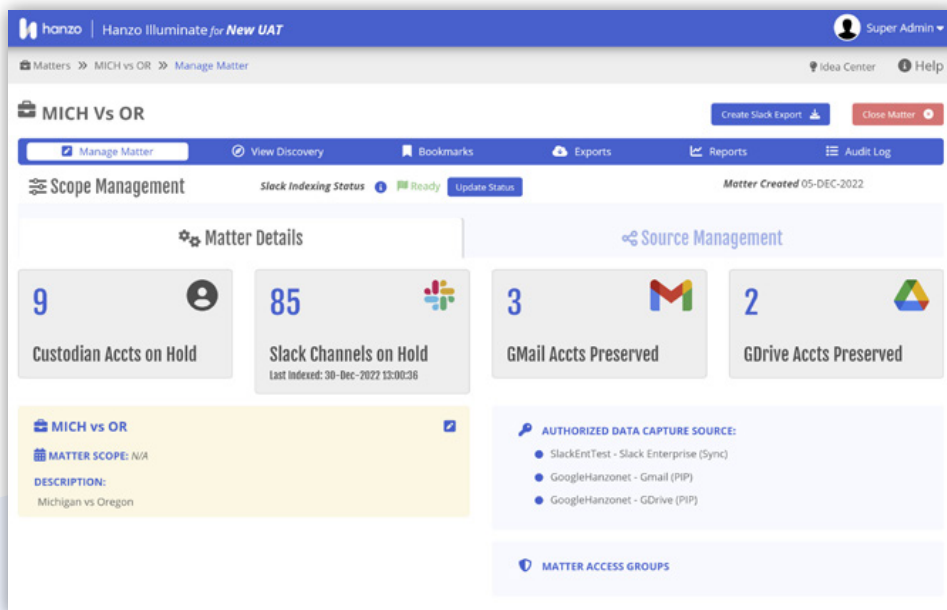 hanzo | Hanzo Illuminate for New UAT Super Admin
Matters » MICH vs OR » Manage Matter Idea Center Help
MICH Vs OR Create Slack Export Close Matter
Manage Matter View Discovery Bookmarks Exports Reports Audit Log
Scope Management Slack Indexing Status Ready Update Status Matter Created 05-DEC-2022
Matter Details Source Management
9 85 3 2
Custodian Accts on Hold Slack Channels on Hold GMail Accts Preserved GDrive Accts Preserved
Last Indexed: 30-Dec-2022 13:00:36
MICH vs OR
MATTER SCOPE: N/A
DESCRIPTION:
Michigan vs Oregon
AUTHORIZED DATA CAPTURE SOURCE:
SlackEntTest - Slack Enterprise (Sync)
GoogleHanzonet - Gmail (PIP)
GoogleHanzonet - GDrive (PIP)
MATTER ACCESS GROUPS